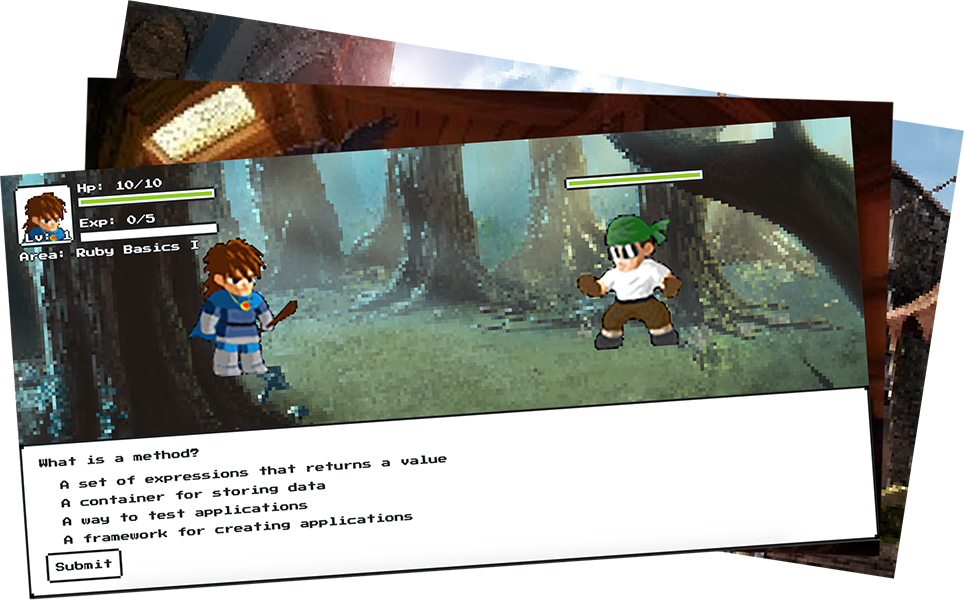 Hp: 10/10
Exp: 0/5
Lv: 1
Area: Ruby Basics I
What is a method?
A set of expressions that returns a value
A container for storing data
A way to test applications
A framework for creating applications
Submit